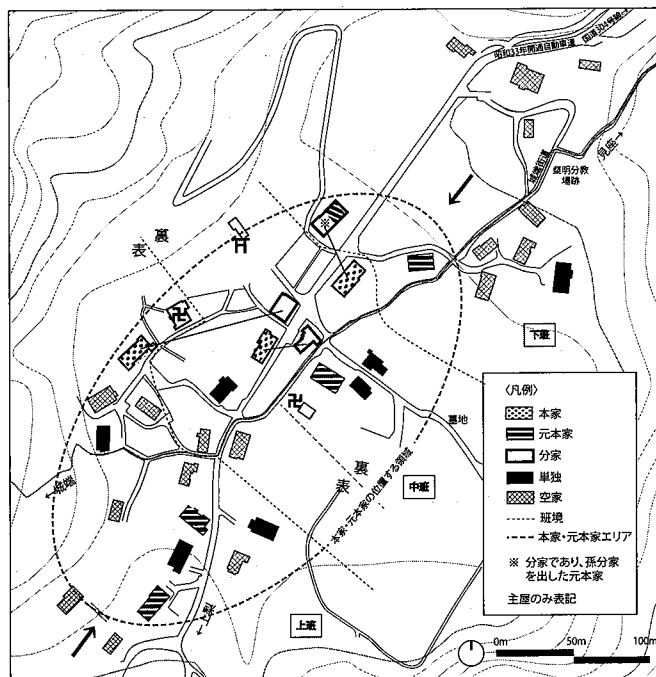 昭和33年開通自動車道
国道304号線→
見座→
祭明分教
場跡
表 裏
※
卍
卍
下班
墓地
本家・元本家の位置する領域
表 裏
中班
上班
〈凡例〉
本家
元本家
分家
単独
空家
班境
本家・元本家エリア
※ 分家であり、孫分家
を出した元本家
主屋のみ表記
0m 50m 100m